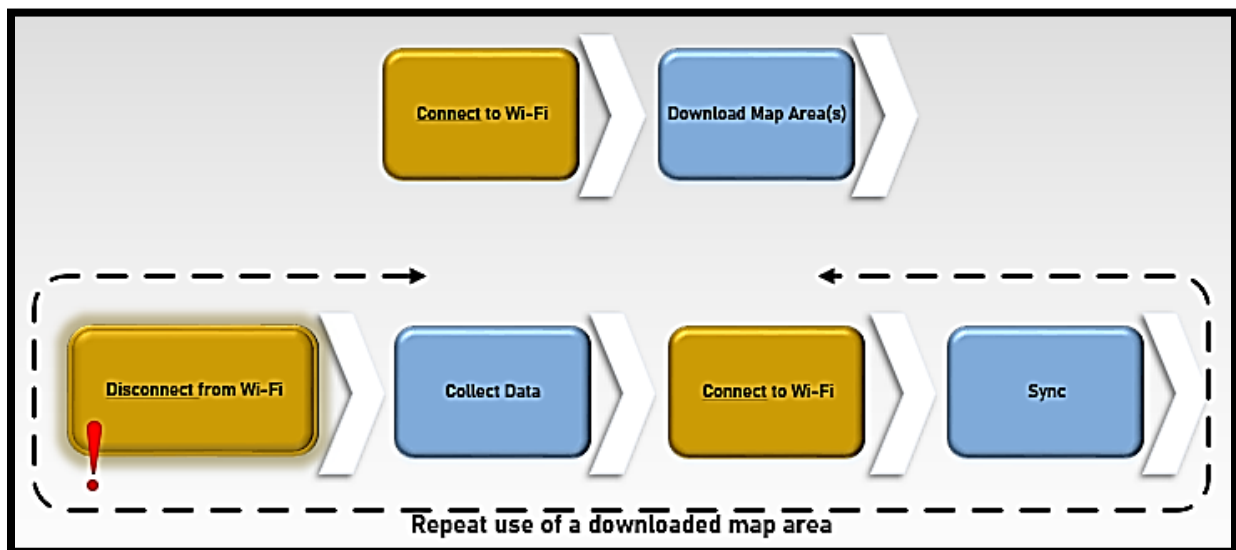 Connect to Wi-Fi
Download Map Area(s)
Disconnect from Wi-Fi
Collect Data
Connect to Wi-Fi
Sync
!
Repeat use of a downloaded map area